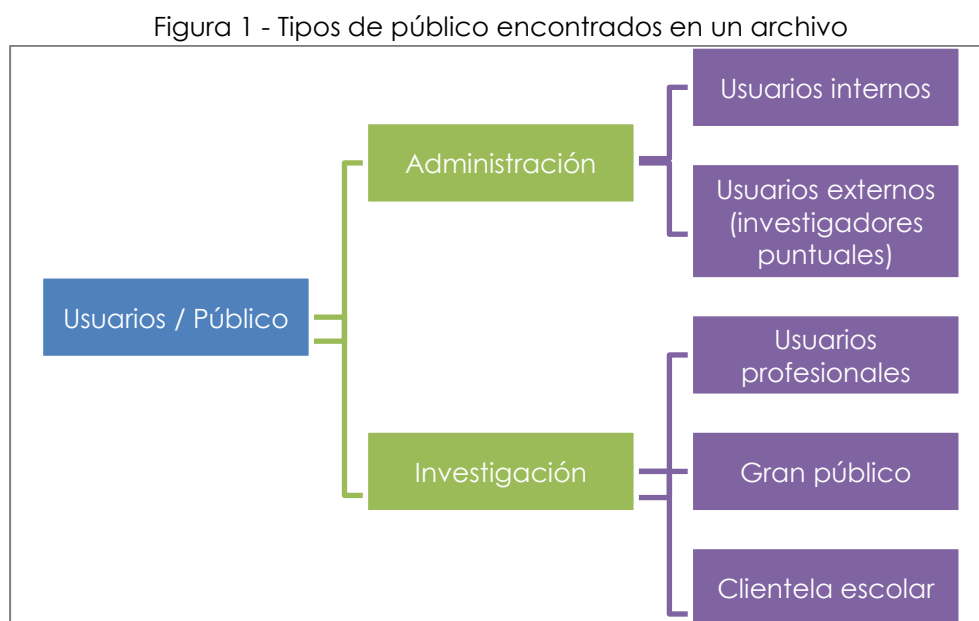 Figura 1 - Tipos de público encontrados en un archivo
Usuarios / Público
Administración
Usuarios internos
Usuarios externos
(investigadores
puntuales)
Investigación
Usuarios
profesionales
Gran público
Clientela escolar